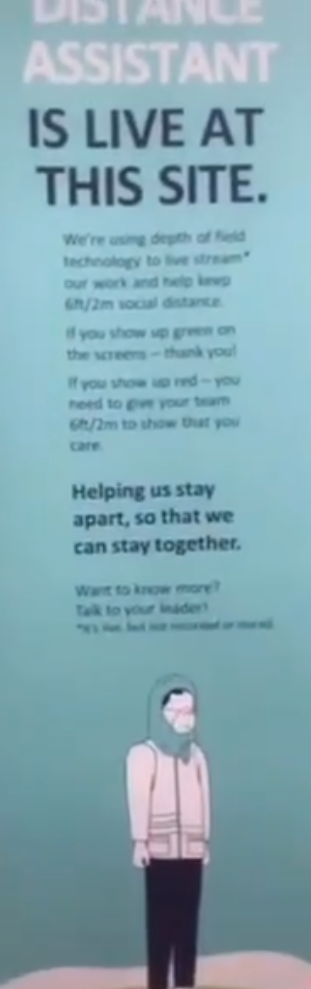 DISTANCE
ASSISTANT
IS LIVE AT
THIS SITE.
We're using depth of field
technology to live stream*
our work and help keep
6ft/2m social distance.
If you show up green on
the screens – thank you!
If you show up red – you
need to give your team
6ft/2m to show that you
care.
Helping us stay
apart, so that we
can stay together.
Want to know more?
Talk to your leader!
*It's live, but not recorded or stored.